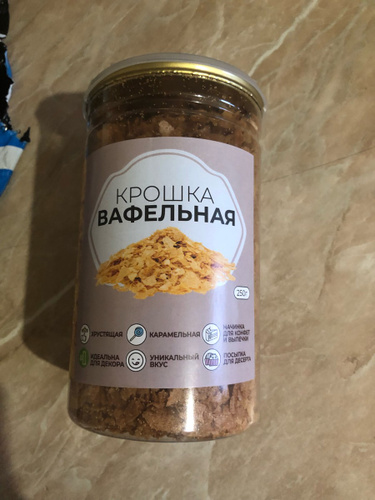 КРОШКА
ВАФЕЛЬНАЯ
250г
ХРУСТЯЩАЯ
КАРАМЕЛЬНАЯ
НАЧИНКА
ДЛЯ КОНФЕТ
И ВЫПЕЧКИ
ИДЕАЛЬНА
ДЛЯ ДЕКОРА
УНИКАЛЬНЫЙ
ВКУС
ПОСЫПКА
ДЛЯ ДЕСЕРТА